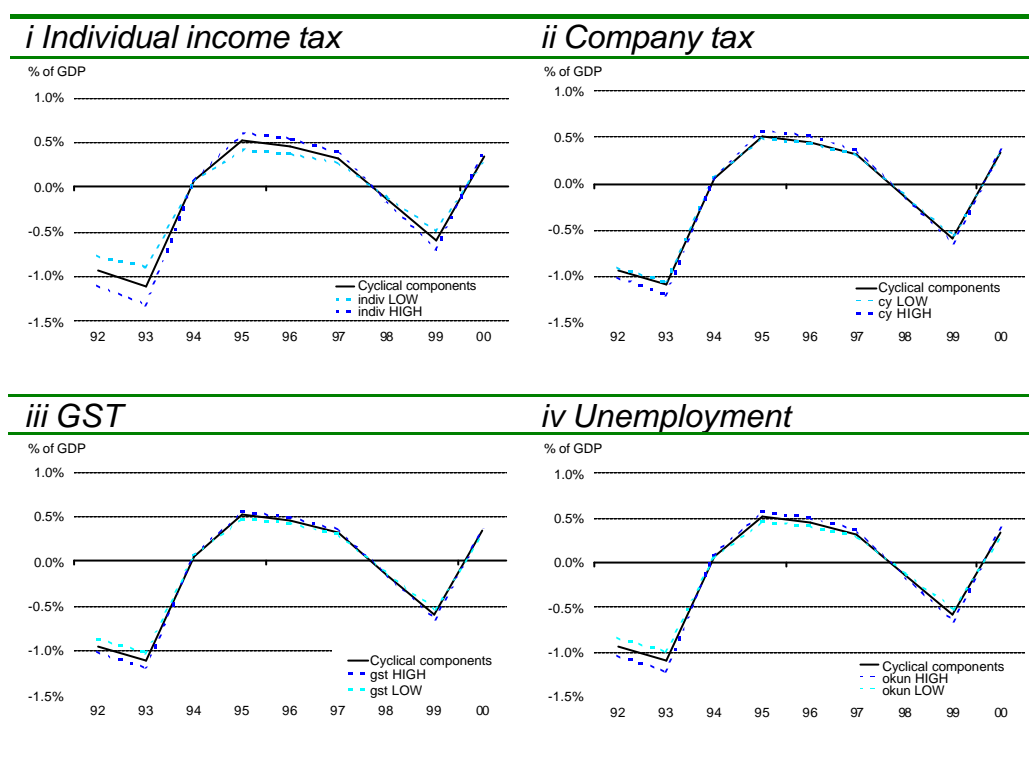 i Individual income tax
% of GDP
1.0%
0.5%
0.0%
-0.5%
-1.0%
-1.5%
Cyclical components
indiv LOW
indiv HIGH
92 93 94 95 96 97 98 99 00
ii Company tax
% of GDP
1.0%
0.5%
0.0%
-0.5%
-1.0%
-1.5%
Cyclical components
cy LOW
cy HIGH
92 93 94 95 96 97 98 99 00
iii GST
% of GDP
1.0%
0.5%
0.0%
-0.5%
-1.0%
-1.5%
Cyclical components
gst HIGH
gst LOW
92 93 94 95 96 97 98 99 00
iv Unemployment
% of GDP
1.0%
0.5%
0.0%
-0.5%
-1.0%
-1.5%
Cyclical components
okun HIGH
okun LOW
92 93 94 95 96 97 98 99 00